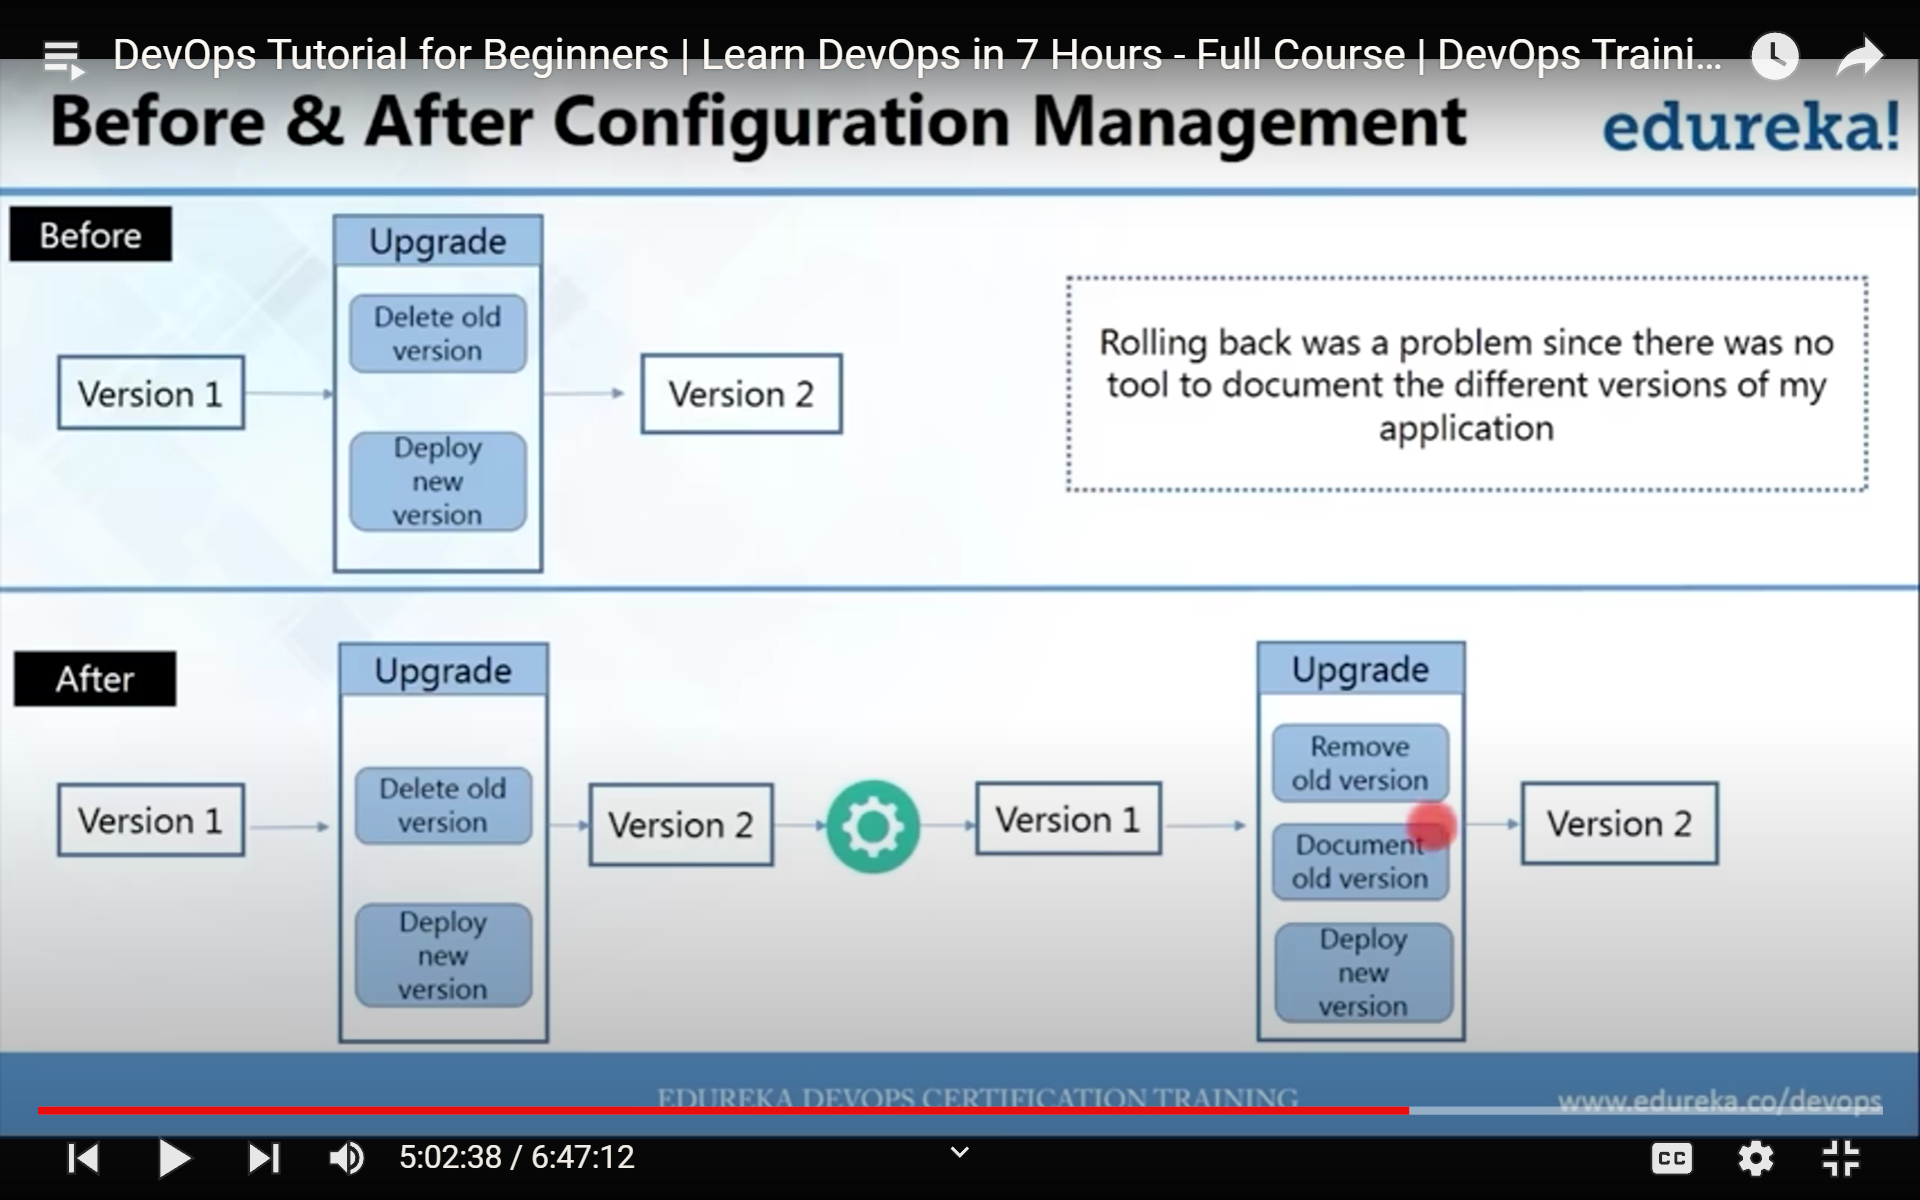 DevOps Tutorial for Beginners | Learn DevOps in 7 Hours - Full Course | DevOps Traini...
Before & After Configuration Management
edureka!
Before
Upgrade
Delete old
version
Deploy
new
version
Version 1
Version 2
Rolling back was a problem since there was no
tool to document the different versions of my
application
After
Version 1
Upgrade
Delete old
version
Deploy
new
version
Version 2
Version 1
Upgrade
Remove
old version
Document
old version
Deploy
new
version
Version 2
EDUREKA DEVOPS CERTIFICATION TRAINING
www.edureka.co/devops
5:02:38 / 6:47:12
CC